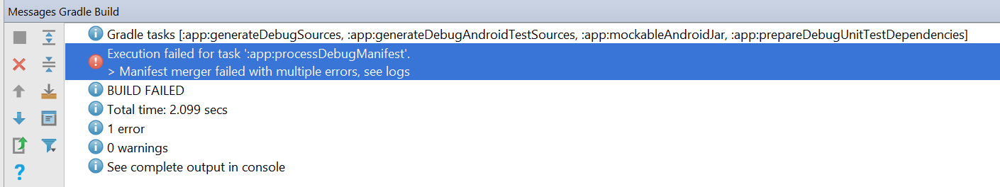 Messages Gradle Build
Gradle tasks [:app:generateDebugSources, :app:generateDebugAndroidTestSources, :app:mockableAndroidJar, :app:prepareDebugUnitTestDependencies]
Execution failed for task ':app:processDebugManifest'.
> Manifest merger failed with multiple errors, see logs
BUILD FAILED
Total time: 2.099 secs
1 error
0 warnings
See complete output in console